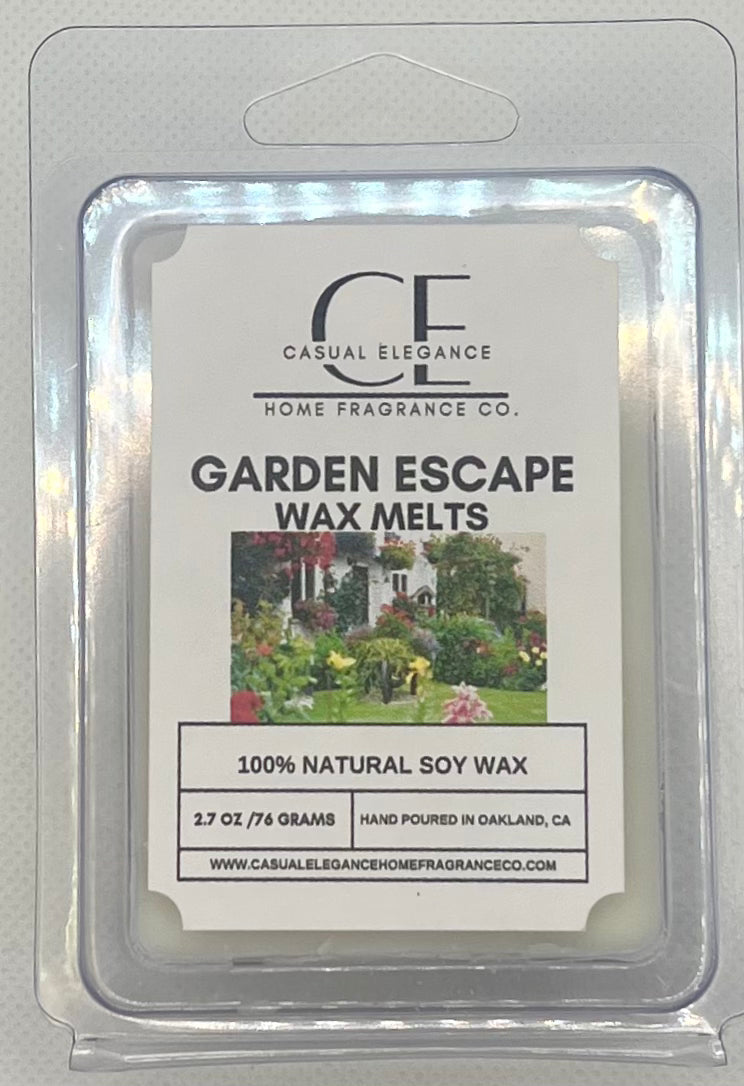 CE
CASUAL ELEGANCE
HOME FRAGRANCE CO.
GARDEN ESCAPE
WAX MELTS
100% NATURAL SOY WAX
2.7 OZ /76 GRAMS
HAND POURED IN OAKLAND, CA
WWW.CASUALELEGANCEHOMEFRAGRANCECO.COM